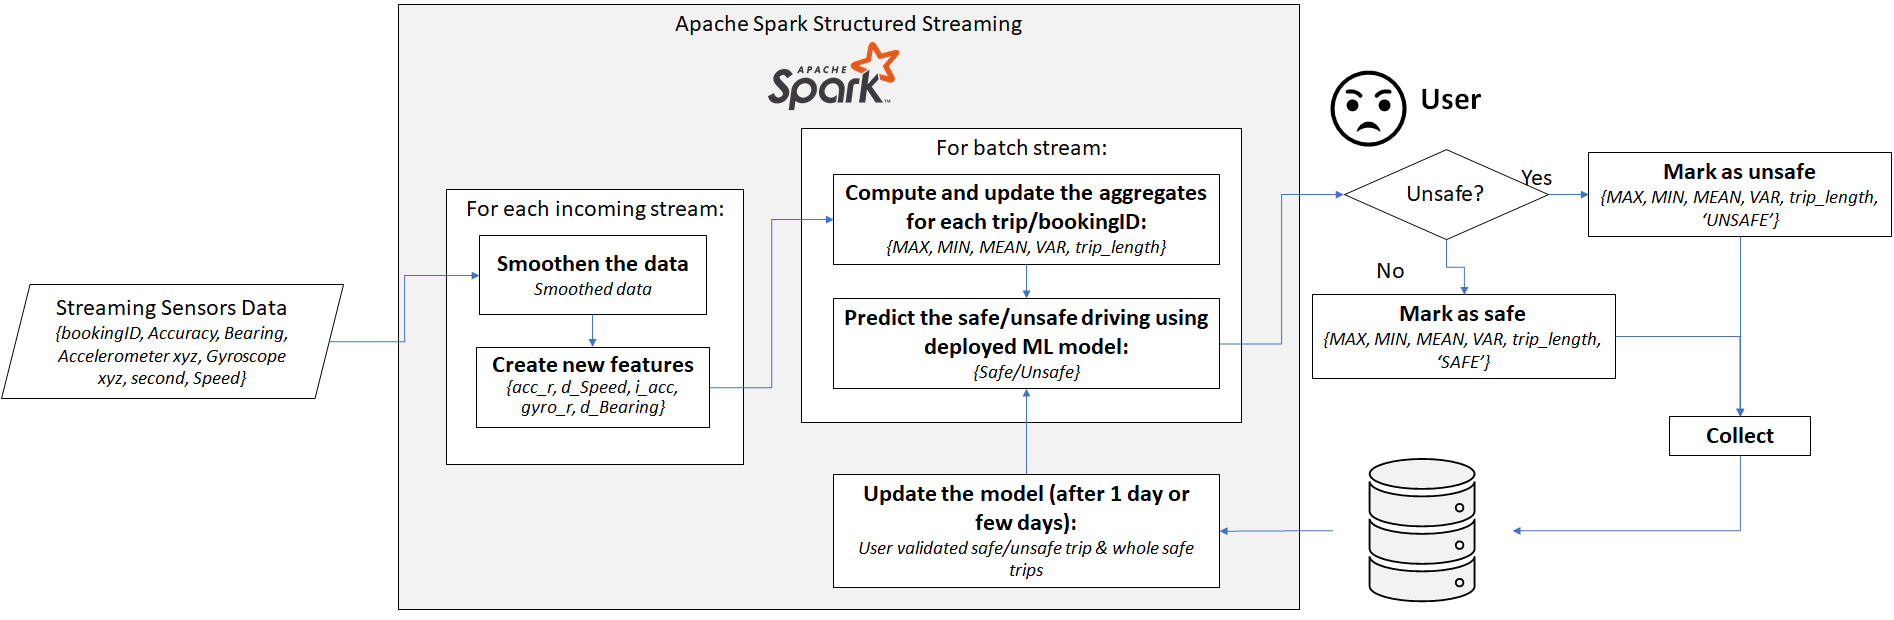 Apache Spark Structured Streaming
APACHE
Spark™
User
For batch stream:
For each incoming stream:
Streaming Sensors Data
{bookingID, Accuracy, Bearing,
Accelerometer xyz, Gyroscope
xyz, second, Speed}
Smoothen the data
Smoothed data
Create new features
{acc_r, d_Speed, i_acc,
gyro_r, d_Bearing}
Compute and update the aggregates
for each trip/bookingID:
{MAX, MIN, MEAN, VAR, trip_length}
Predict the safe/unsafe driving using
deployed ML model:
{Safe/Unsafe}
Update the model (after 1 day or
few days):
User validated safe/unsafe trip & whole safe
trips
Unsafe?
Yes
No
Mark as unsafe
{MAX, MIN, MEAN, VAR, trip_length,
‘UNSAFE’}
Mark as safe
{MAX, MIN, MEAN, VAR, trip_length,
‘SAFE’}
Collect